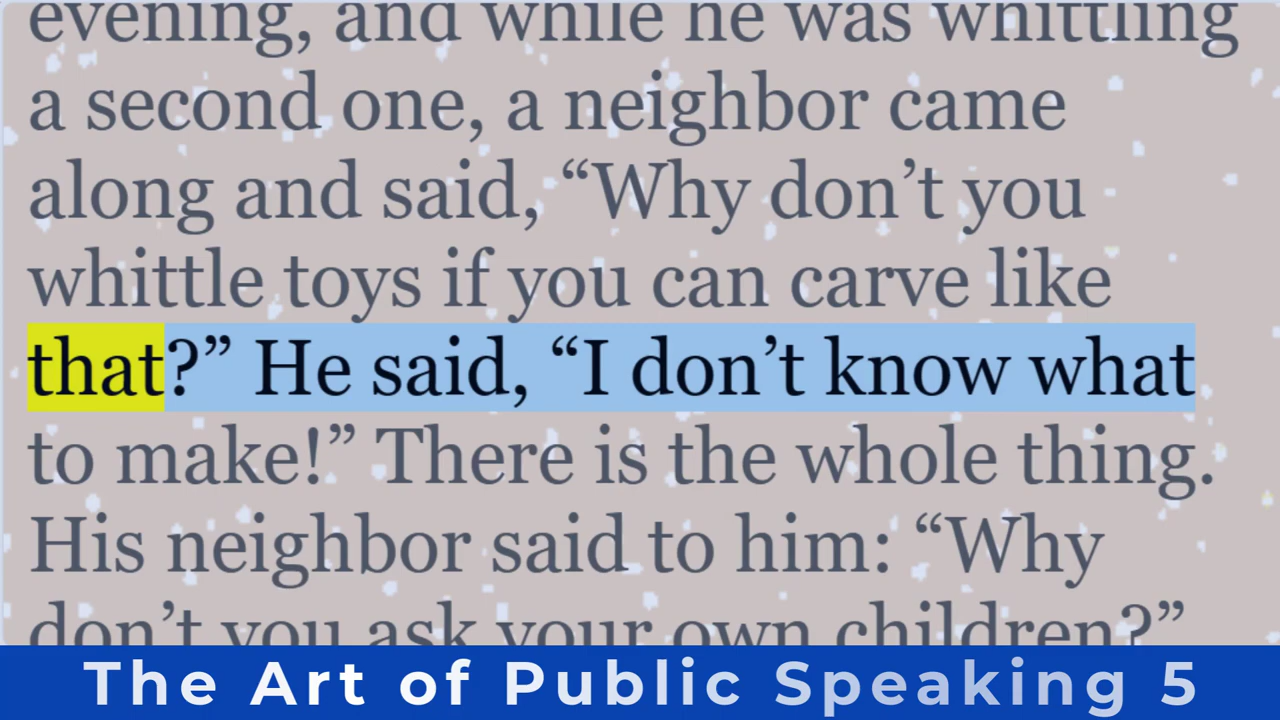 evening, and while he was whittling
a second one, a neighbor came
along and said, “Why don’t you
whittle toys if you can carve like
that?” He said, “I don’t know what
to make!” There is the whole thing.
His neighbor said to him: “Why
don’t you ask your own children?”
The Art of Public Speaking 5